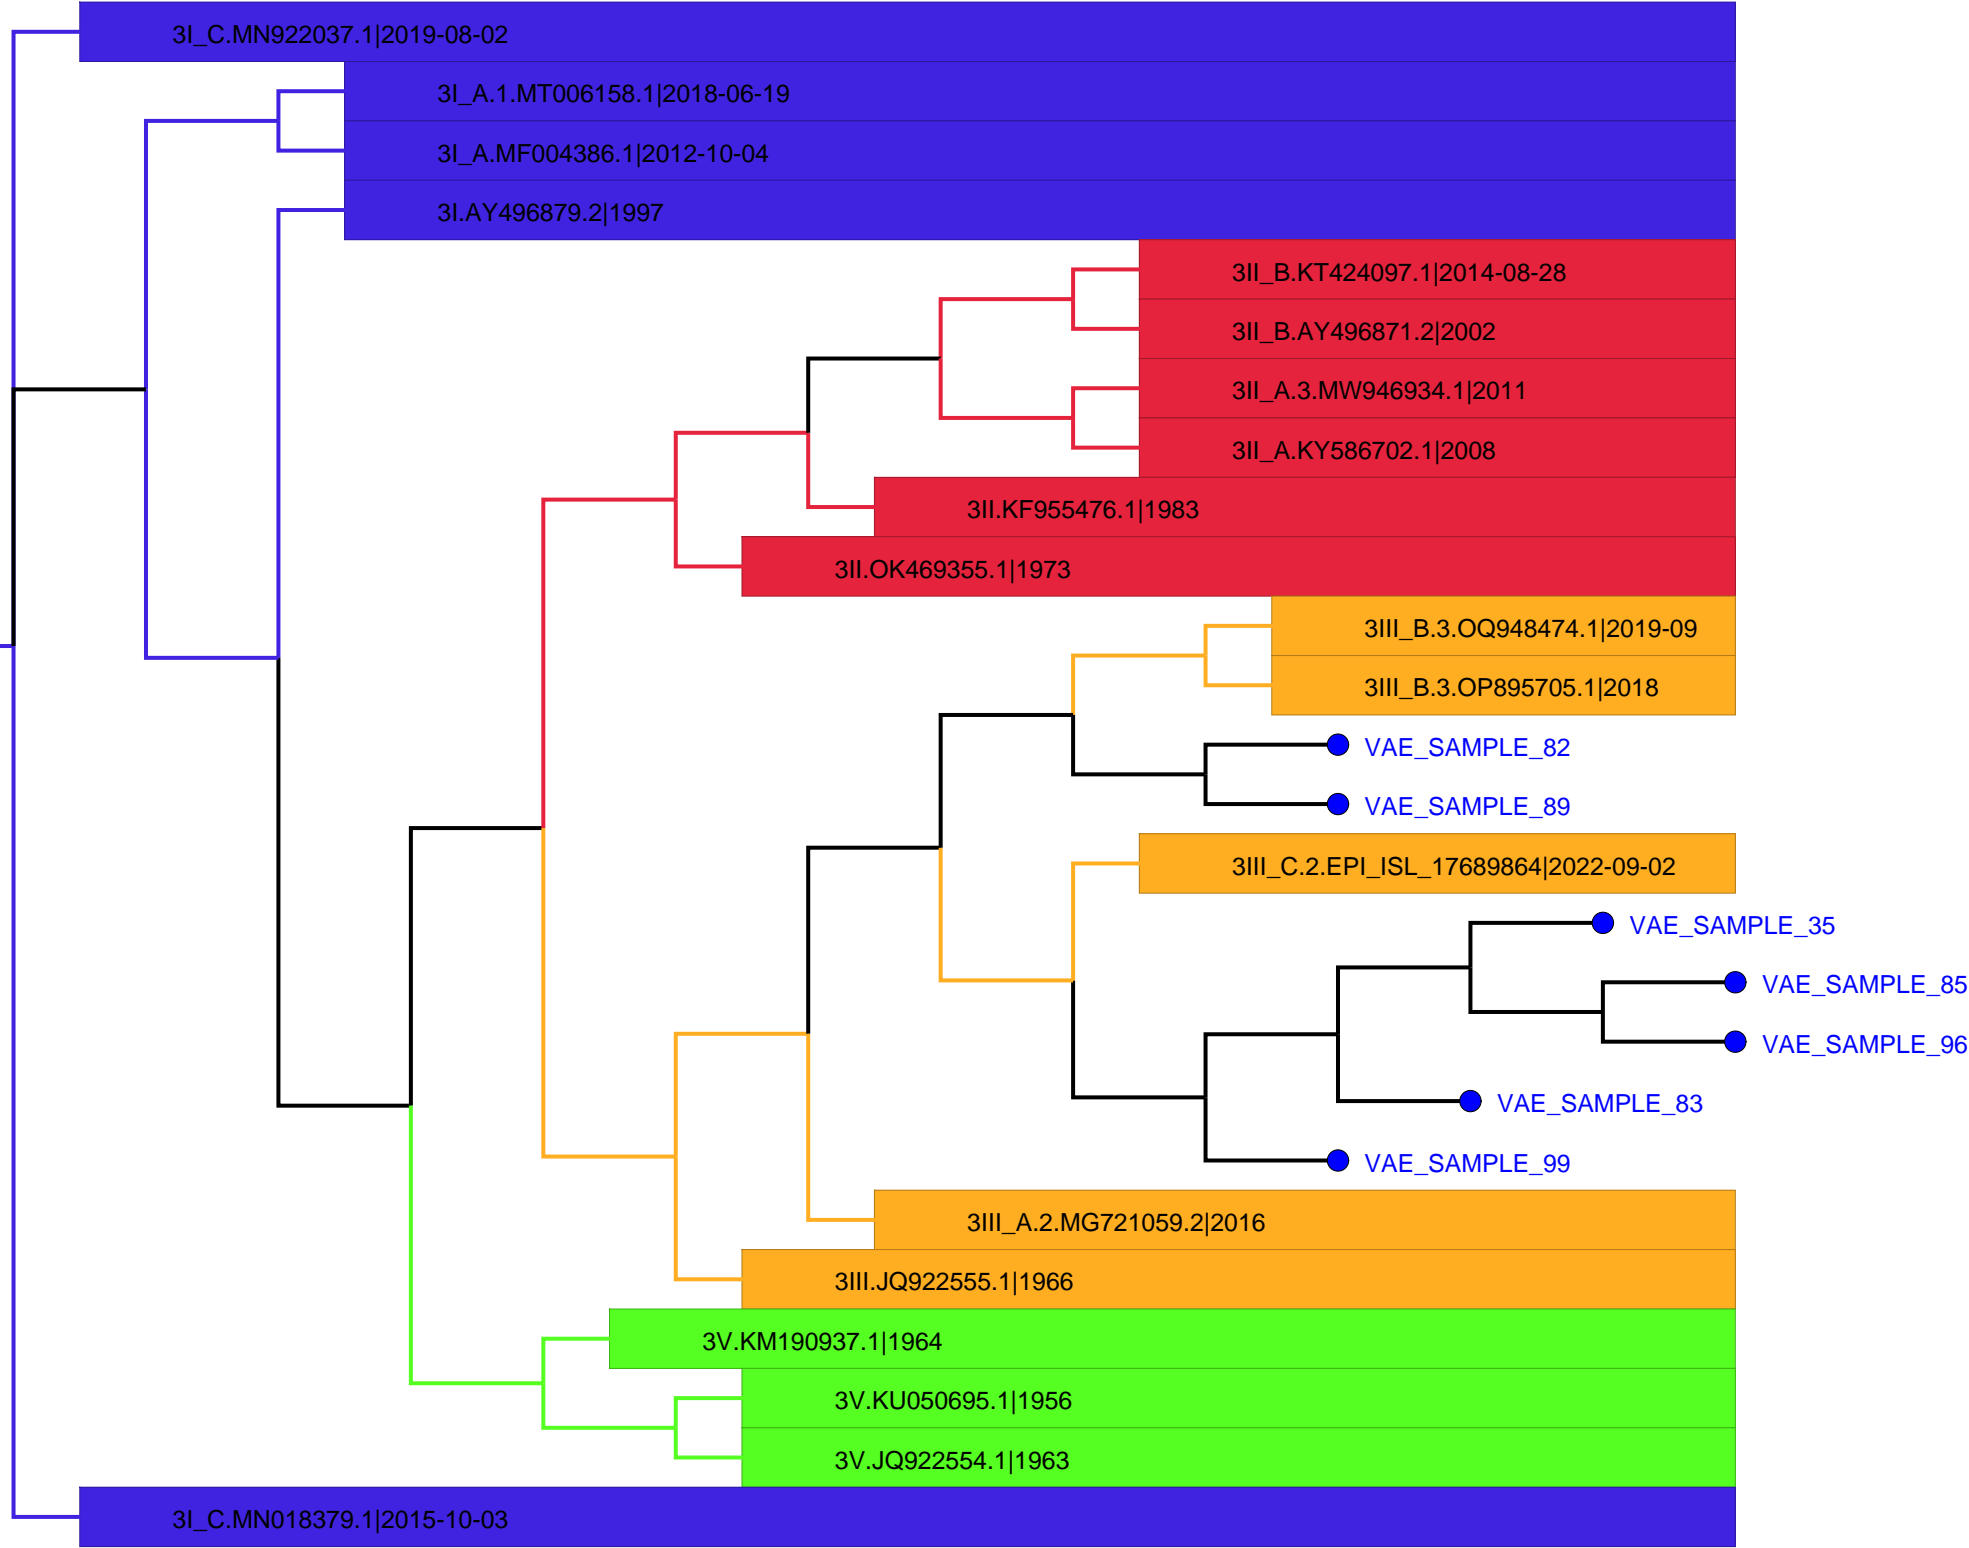 3I_C.MN922037.1|2019-08-02
3I_A.1.MT006158.1|2018-06-19
3I_A.MF004386.1|2012-10-04
3I.AY496879.2|1997
3II_B.KT424097.1|2014-08-28
3II_B.AY496871.2|2002
3II_A.3.MW946934.1|2011
3II_A.KY586702.1|2008
3II.KF955476.1|1983
3II.OK469355.1|1973
3III_B.3.OQ948474.1|2019-09
3III_B.3.OP895705.1|2018
VAE_SAMPLE_82
VAE_SAMPLE_89
3III_C.2.EPI_ISL_17689864|2022-09-02
VAE_SAMPLE_35
VAE_SAMPLE_85
VAE_SAMPLE_96
VAE_SAMPLE_83
VAE_SAMPLE_99
3III_A.2.MG721059.2|2016
3III.JQ922555.1|1966
3V.KM190937.1|1964
3V.KU050695.1|1956
3V.JQ922554.1|1963
3I_C.MN018379.1|2015-10-03